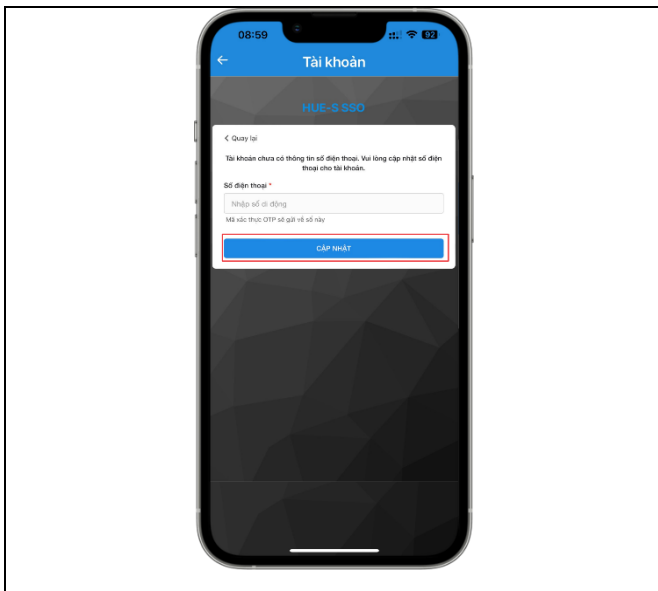 08:59
92
Tài khoản
HUE-S SSO
Quay lại
Tài khoản chưa có thông tin số điện thoại. Vui lòng cập nhật số điện
thoại cho tài khoản.
Số điện thoại *
Nhập số di động
Mã xác thực OTP sẽ gửi về số này
CẬP NHẬT